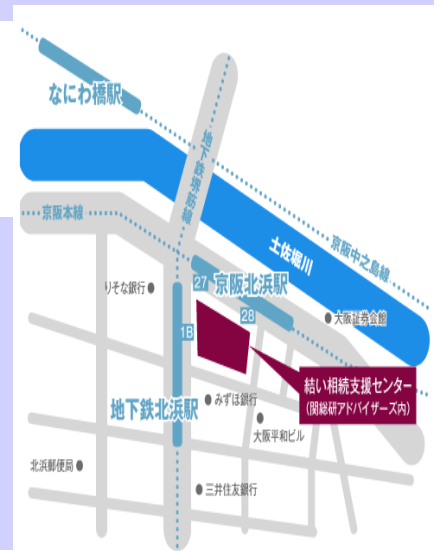 なにわ橋駅
地下鉄堺筋線
京阪本線
土佐堀川
京阪中之島線
りそな銀行
27
京阪北浜駅
28
大阪証券会館
1B
地下鉄北浜駅
みずほ銀行
結い相続支援センター
(関総研アドバイザーズ内)
大阪平和ビル
北浜郵便局
三井住友銀行